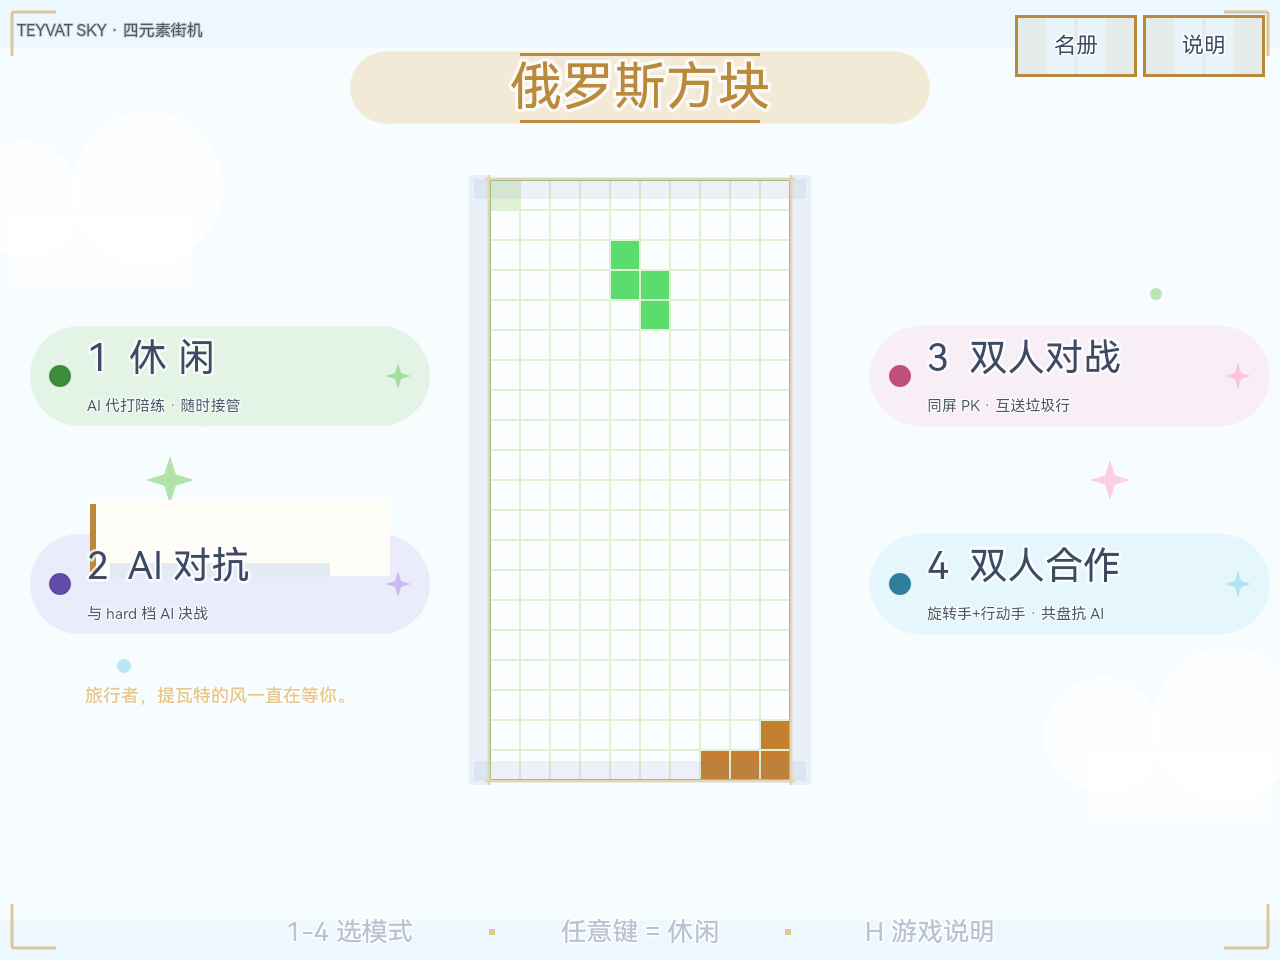 TEYVAT SKY · 四元素街机
名册
说明
俄罗斯方块
1 休 闲
AI 代打陪练 · 随时接管
2 AI 对抗
与 hard 档 AI 决战
旅行者，提瓦特的风一直在等你。
3 双人对战
同屏 PK · 互送垃圾行
4 双人合作
旋转手+行动手 · 共盘抗 AI
1-4 选模式 ▪ 任意键 = 休闲 ▪ H 游戏说明